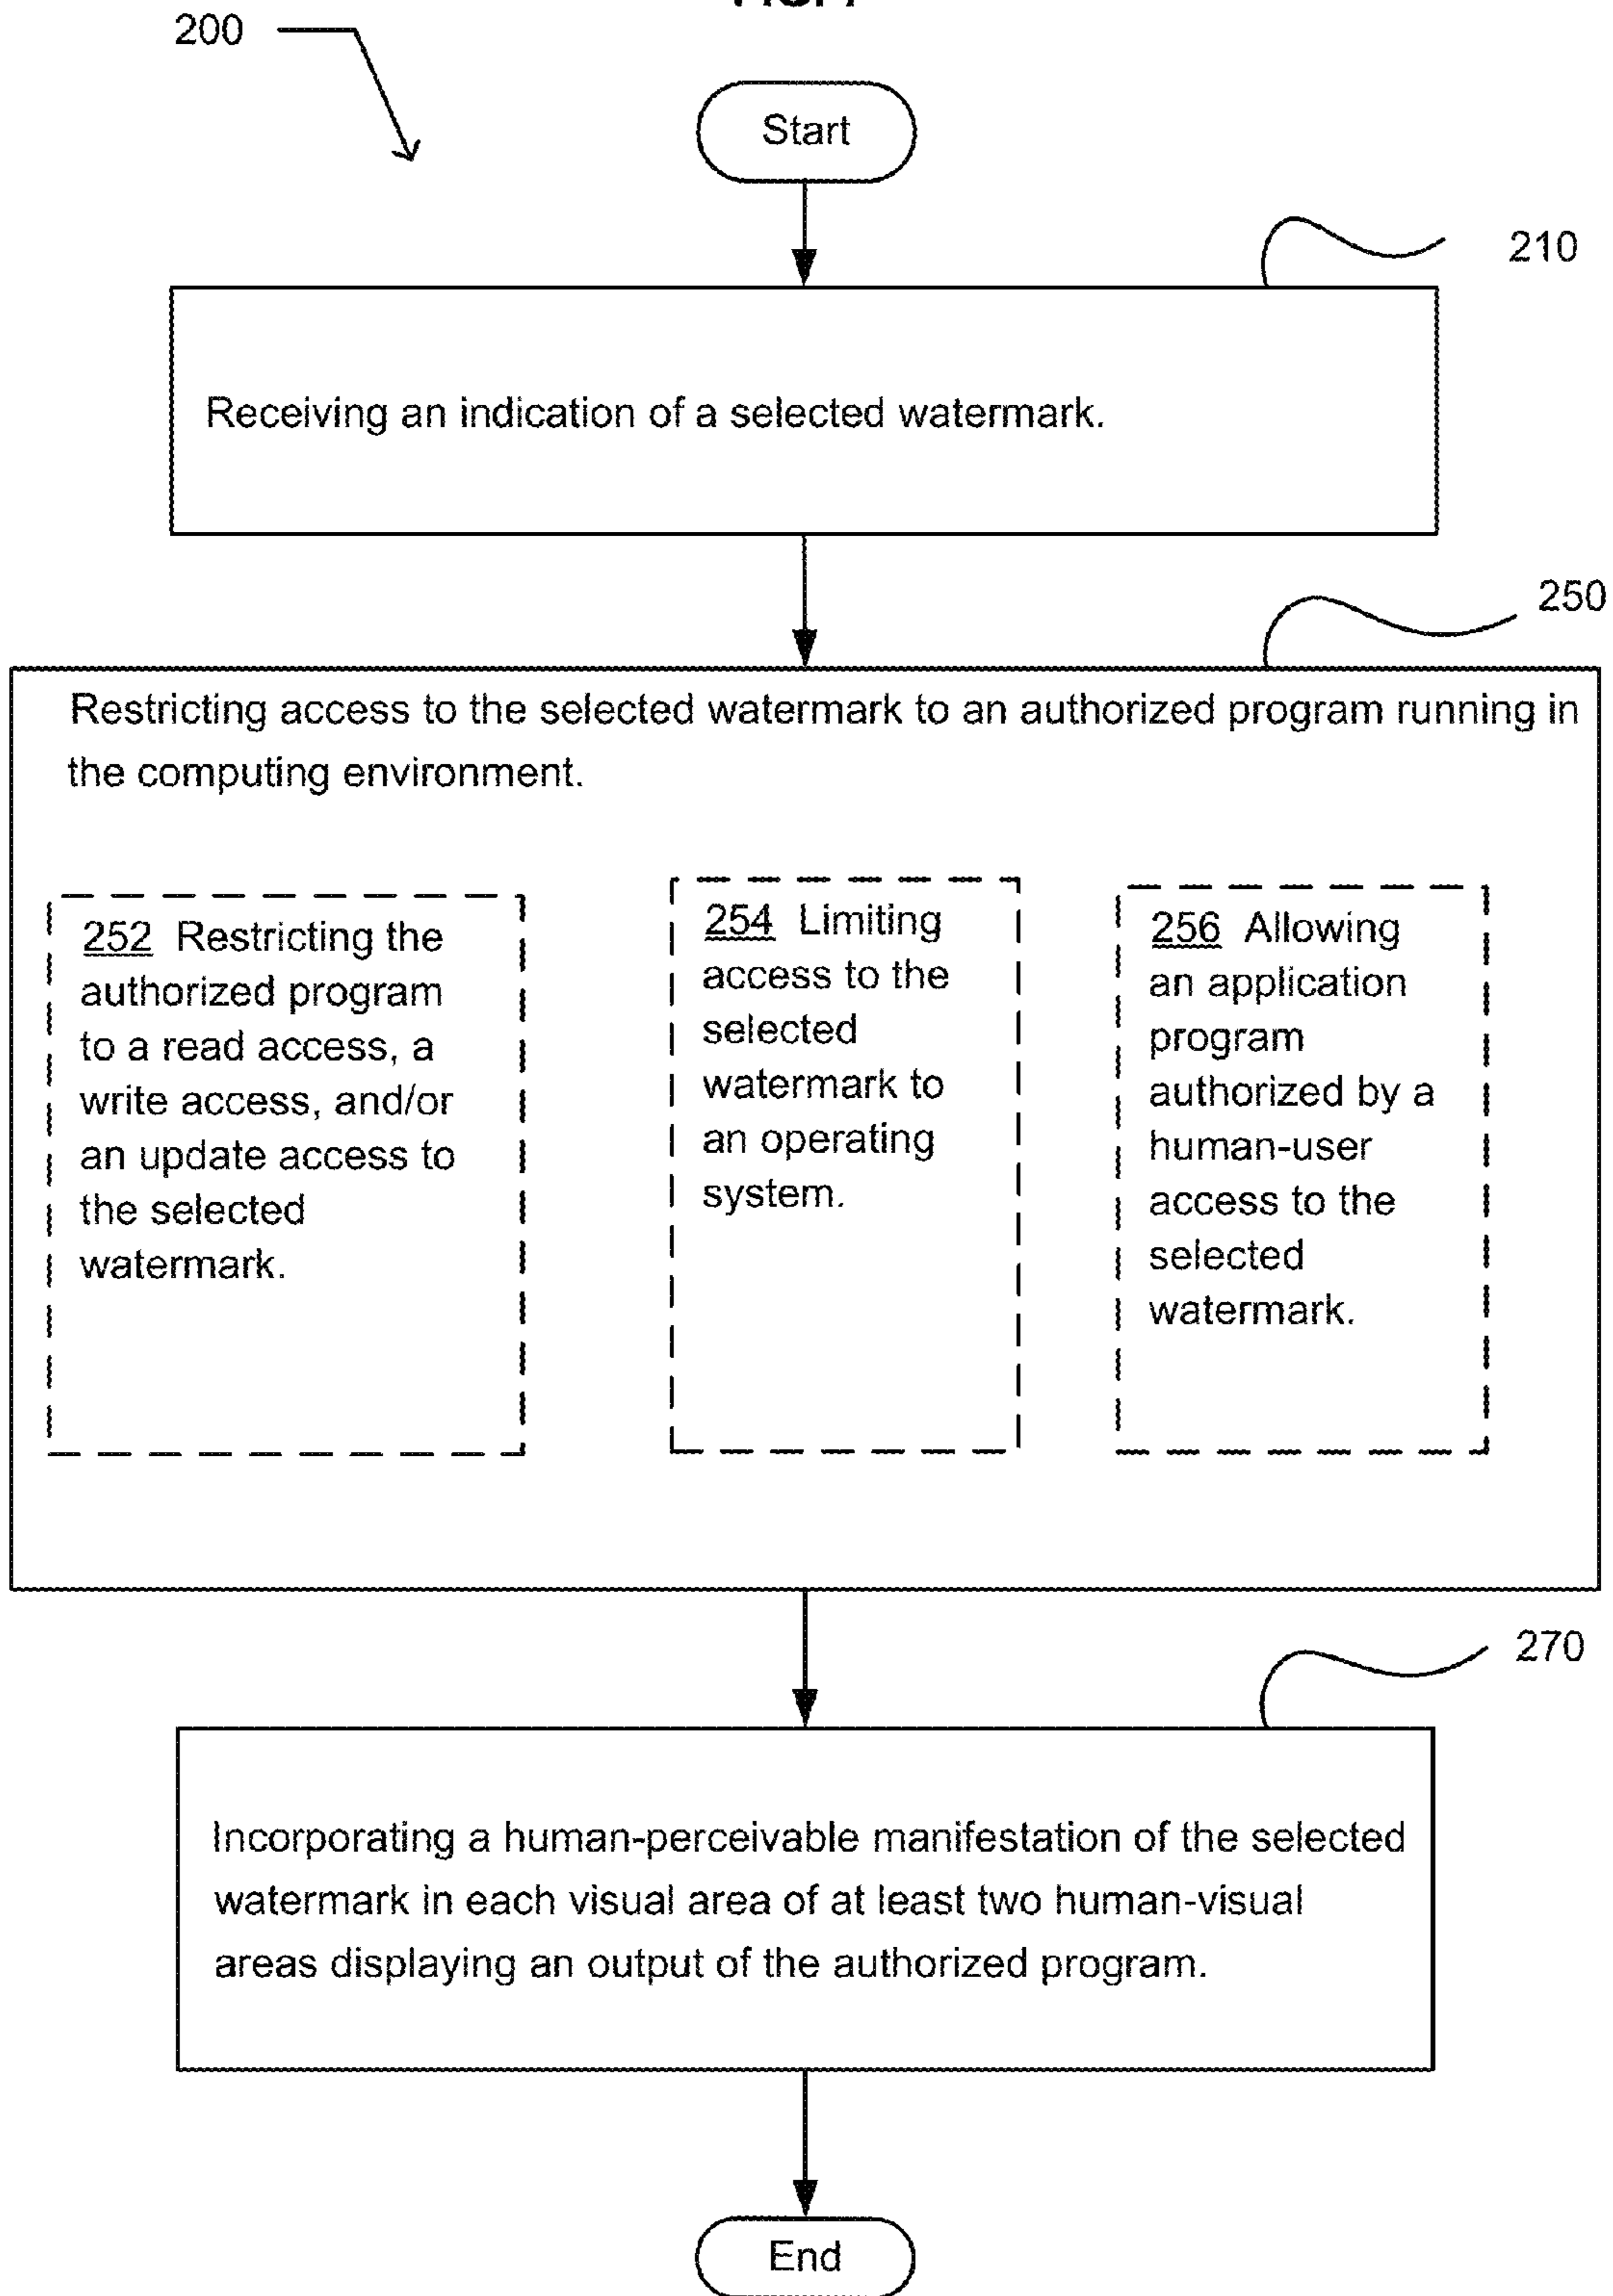 200
Start
210
Receiving an indication of a selected watermark.
250
Restricting access to the selected watermark to an authorized program running in
the computing environment.
252 Restricting the
authorized program
to a read access, a
write access, and/or
an update access to
the selected
watermark.
254 Limiting
access to the
selected
watermark to
an operating
system.
256 Allowing
an application
program
authorized by a
human-user
access to the
selected
watermark.
270
Incorporating a human-perceivable manifestation of the selected
watermark in each visual area of at least two human-visual
areas displaying an output of the authorized program.
End